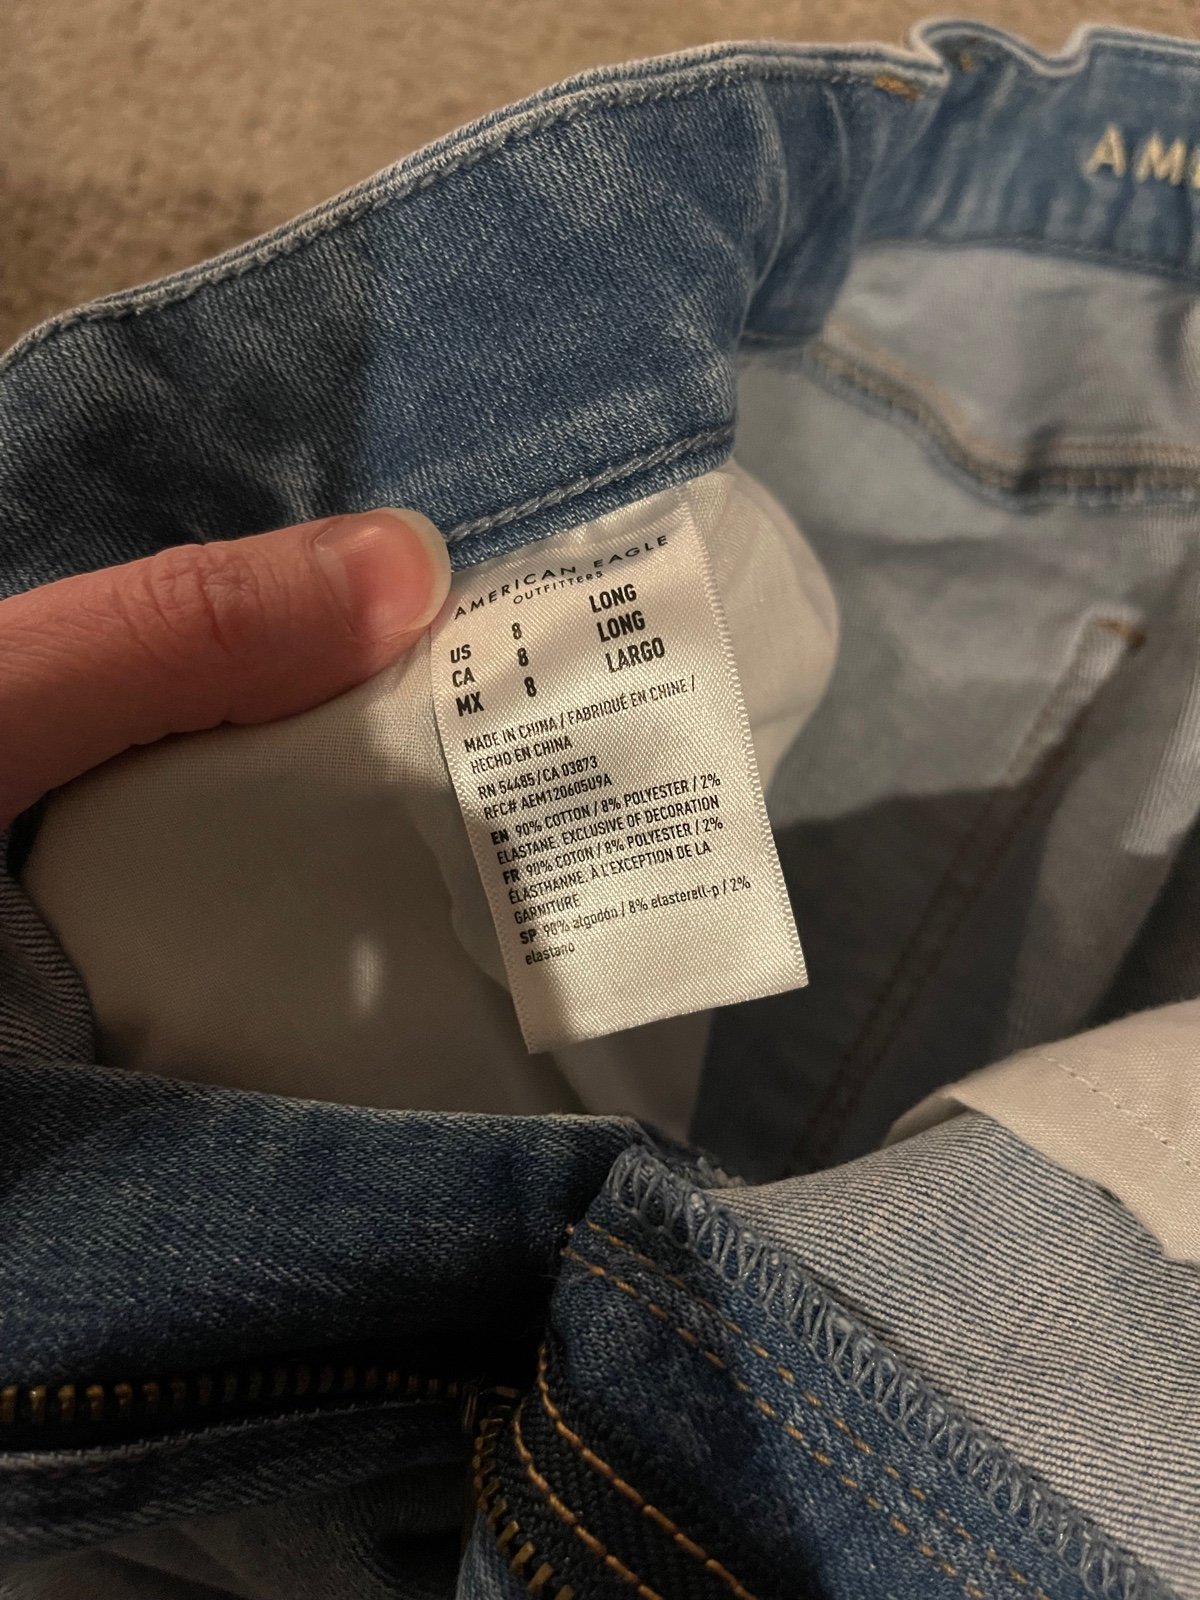 AME
AMERICAN EAGLE
OUTFITTERS
US 8 LONG
CA 8 LONG
MX 8 LARGO
MADE IN CHINA / FABRIQUÉ EN CHINE /
HECHO EN CHINA
RN 54485 / CA 03873
RFC# AEM120605U9A
EN 90% COTTON / 8% POLYESTER / 2%
ELASTANE, EXCLUSIVE OF DECORATION
FR 90% COTON / 8% POLYESTER / 2%
ÉLASTHANNE, À L'EXCEPTION DE LA
GARNITURE
SP 90% algodón / 8% elasterell-p / 2%
elastano